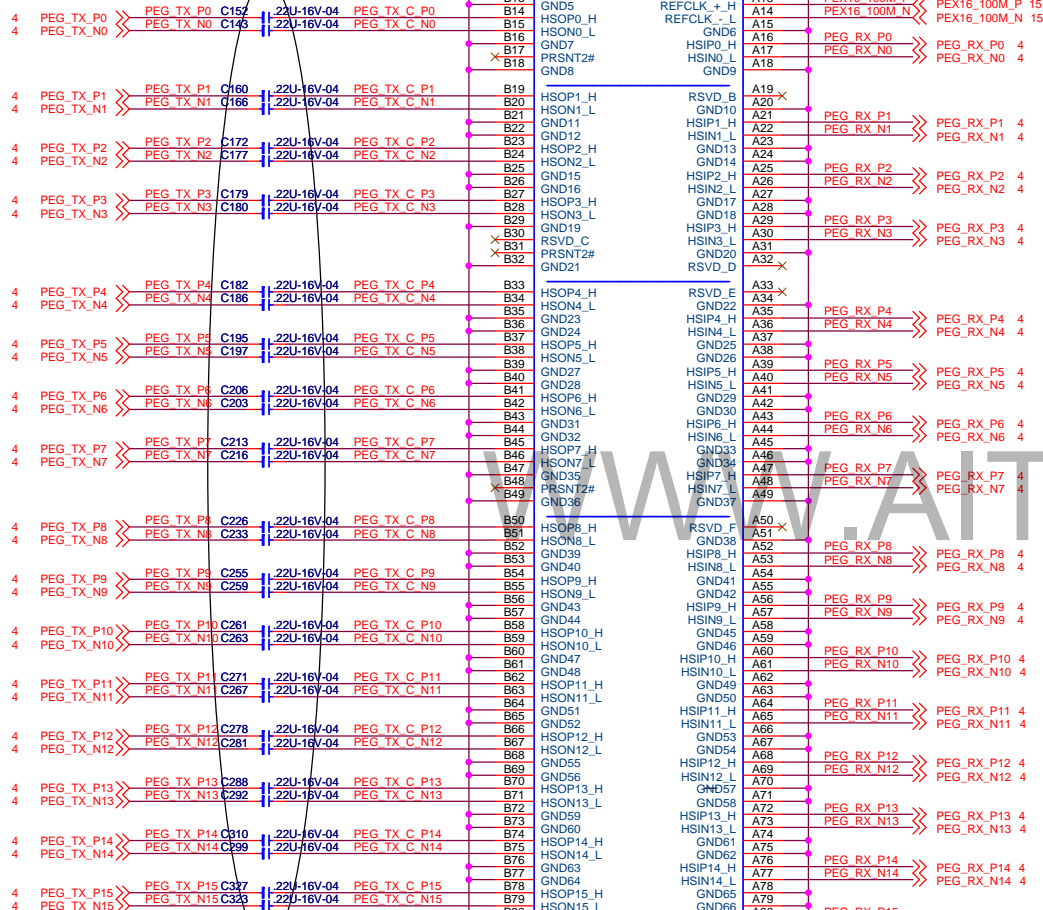 GND5 REFCLK_+_H PEX16_100M_P 15
4 PEG_TX_P0 PEG_TX_P0 C152 .22U-16V-04 PEG_TX_C_P0 B14 HSOP0_H REFCLK_-_L A14 PEX16_100M_N PEX16_100M_N 15
4 PEG_TX_N0 PEG_TX_N0 C143 .22U-16V-04 PEG_TX_C_N0 B15 HSON0_L GND6 A15
B16 GND7 HSIP0_H A16 PEG_RX_P0 PEG_RX_P0 4
B17 PRSNT2# HSIN0_L A17 PEG_RX_N0 PEG_RX_N0 4
B18 GND8 GND9 A18
4 PEG_TX_P1 PEG_TX_P1 C160 .22U-16V-04 PEG_TX_C_P1 B19 HSOP1_H RSVD_B A19
4 PEG_TX_N1 PEG_TX_N1 C166 .22U-16V-04 PEG_TX_C_N1 B20 HSON1_L GND10 A20
B21 GND11 HSIP1_H A21 PEG_RX_P1 PEG_RX_P1 4
B22 GND12 HSIN1_L A22 PEG_RX_N1 PEG_RX_N1 4
4 PEG_TX_P2 PEG_TX_P2 C172 .22U-16V-04 PEG_TX_C_P2 B23 HSOP2_H GND13 A23
4 PEG_TX_N2 PEG_TX_N2 C177 .22U-16V-04 PEG_TX_C_N2 B24 HSON2_L GND14 A24
B25 GND15 HSIP2_H A25 PEG_RX_P2 PEG_RX_P2 4
B26 GND16 HSIN2_L A26 PEG_RX_N2 PEG_RX_N2 4
4 PEG_TX_P3 PEG_TX_P3 C179 .22U-16V-04 PEG_TX_C_P3 B27 HSOP3_H GND17 A27
4 PEG_TX_N3 PEG_TX_N3 C180 .22U-16V-04 PEG_TX_C_N3 B28 HSON3_L GND18 A28
B29 GND19 HSIP3_H A29 PEG_RX_P3 PEG_RX_P3 4
B30 RSVD_C HSIN3_L A30 PEG_RX_N3 PEG_RX_N3 4
B31 PRSNT2# GND20 A31
B32 GND21 RSVD_D A32
4 PEG_TX_P4 PEG_TX_P4 C182 .22U-16V-04 PEG_TX_C_P4 B33 HSOP4_H RSVD_E A33
4 PEG_TX_N4 PEG_TX_N4 C186 .22U-16V-04 PEG_TX_C_N4 B34 HSON4_L GND22 A34
B35 GND23 HSIP4_H A35 PEG_RX_P4 PEG_RX_P4 4
B36 GND24 HSIN4_L A36 PEG_RX_N4 PEG_RX_N4 4
4 PEG_TX_P5 PEG_TX_P5 C195 .22U-16V-04 PEG_TX_C_P5 B37 HSOP5_H GND25 A37
4 PEG_TX_N5 PEG_TX_N5 C197 .22U-16V-04 PEG_TX_C_N5 B38 HSON5_L GND26 A38
B39 GND27 HSIP5_H A39 PEG_RX_P5 PEG_RX_P5 4
B40 GND28 HSIN5_L A40 PEG_RX_N5 PEG_RX_N5 4
4 PEG_TX_P6 PEG_TX_P6 C206 .22U-16V-04 PEG_TX_C_P6 B41 HSOP6_H GND29 A41
4 PEG_TX_N6 PEG_TX_N6 C203 .22U-16V-04 PEG_TX_C_N6 B42 HSON6_L GND30 A42
B43 GND31 HSIP6_H A43 PEG_RX_P6 PEG_RX_P6 4
B44 GND32 HSIN6_L A44 PEG_RX_N6 PEG_RX_N6 4
4 PEG_TX_P7 PEG_TX_P7 C213 .22U-16V-04 PEG_TX_C_P7 B45 HSOP7_H GND33 A45
4 PEG_TX_N7 PEG_TX_N7 C216 .22U-16V-04 PEG_TX_C_N7 B46 HSON7_L GND34 A46
B47 GND35 HSIP7_H A47 PEG_RX_P7 PEG_RX_P7 4
B48 PRSNT2# HSIN7_L A48 PEG_RX_N7 PEG_RX_N7 4
B49 GND36 GND37 A49
WWW.AIT
4 PEG_TX_P8 PEG_TX_P8 C226 .22U-16V-04 PEG_TX_C_P8 B50 HSOP8_H RSVD_F A50
4 PEG_TX_N8 PEG_TX_N8 C233 .22U-16V-04 PEG_TX_C_N8 B51 HSON8_L GND38 A51
B52 GND39 HSIP8_H A52 PEG_RX_P8 PEG_RX_P8 4
B53 GND40 HSIN8_L A53 PEG_RX_N8 PEG_RX_N8 4
4 PEG_TX_P9 PEG_TX_P9 C255 .22U-16V-04 PEG_TX_C_P9 B54 HSOP9_H GND41 A54
4 PEG_TX_N9 PEG_TX_N9 C259 .22U-16V-04 PEG_TX_C_N9 B55 HSON9_L GND42 A55
B56 GND43 HSIP9_H A56 PEG_RX_P9 PEG_RX_P9 4
B57 GND44 HSIN9_L A57 PEG_RX_N9 PEG_RX_N9 4
4 PEG_TX_P10 PEG_TX_P10 C261 .22U-16V-04 PEG_TX_C_P10 B58 HSOP10_H GND45 A58
4 PEG_TX_N10 PEG_TX_N10 C263 .22U-16V-04 PEG_TX_C_N10 B59 HSON10_L GND46 A59
B60 GND47 HSIP10_H A60 PEG_RX_P10 PEG_RX_P10 4
B61 GND48 HSIN10_L A61 PEG_RX_N10 PEG_RX_N10 4
4 PEG_TX_P11 PEG_TX_P11 C271 .22U-16V-04 PEG_TX_C_P11 B62 HSOP11_H GND49 A62
4 PEG_TX_N11 PEG_TX_N11 C267 .22U-16V-04 PEG_TX_C_N11 B63 HSON11_L GND50 A63
B64 GND51 HSIP11_H A64 PEG_RX_P11 PEG_RX_P11 4
B65 GND52 HSIN11_L A65 PEG_RX_N11 PEG_RX_N11 4
4 PEG_TX_P12 PEG_TX_P12 C278 .22U-16V-04 PEG_TX_C_P12 B66 HSOP12_H GND53 A66
4 PEG_TX_N12 PEG_TX_N12 C281 .22U-16V-04 PEG_TX_C_N12 B67 HSON12_L GND54 A67
B68 GND55 HSIP12_H A68 PEG_RX_P12 PEG_RX_P12 4
B69 GND56 HSIN12_L A69 PEG_RX_N12 PEG_RX_N12 4
4 PEG_TX_P13 PEG_TX_P13 C288 .22U-16V-04 PEG_TX_C_P13 B70 HSOP13_H GND57 A70
4 PEG_TX_N13 PEG_TX_N13 C292 .22U-16V-04 PEG_TX_C_N13 B71 HSON13_L GND58 A71
B72 GND59 HSIP13_H A72 PEG_RX_P13 PEG_RX_P13 4
B73 GND60 HSIN13_L A73 PEG_RX_N13 PEG_RX_N13 4
4 PEG_TX_P14 PEG_TX_P14 C310 .22U-16V-04 PEG_TX_C_P14 B74 HSOP14_H GND61 A74
4 PEG_TX_N14 PEG_TX_N14 C299 .22U-16V-04 PEG_TX_C_N14 B75 HSON14_L GND62 A75
B76 GND63 HSIP14_H A76 PEG_RX_P14 PEG_RX_P14 4
B77 GND64 HSIN14_L A77 PEG_RX_N14 PEG_RX_N14 4
4 PEG_TX_P15 PEG_TX_P15 C327 .22U-16V-04 PEG_TX_C_P15 B78 HSOP15_H GND65 A78
4 PEG_TX_N15 PEG_TX_N15 C323 .22U-16V-04 PEG_TX_C_N15 B79 HSON15_L GND66 A79